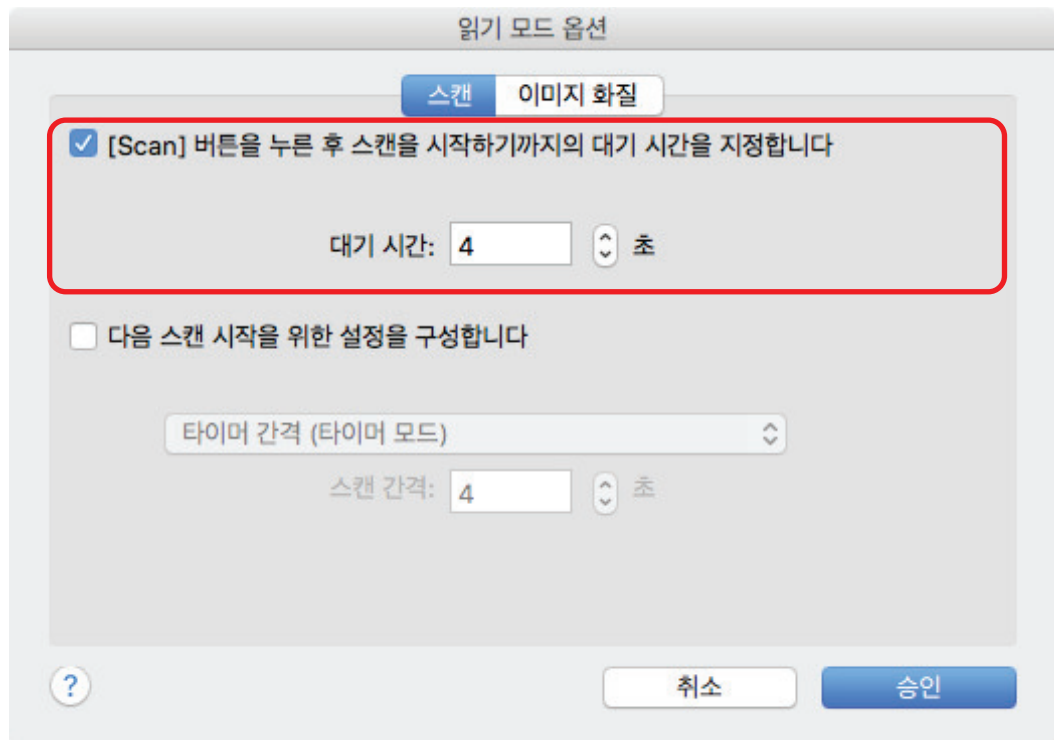 읽기 모드 옵션
스캔 이미지 화질
[Scan] 버튼을 누른 후 스캔을 시작하기까지의 대기 시간을 지정합니다
대기 시간: 4 초
다음 스캔 시작을 위한 설정을 구성합니다
타이머 간격 (타이머 모드)
스캔 간격: 4 초
? 취소 승인